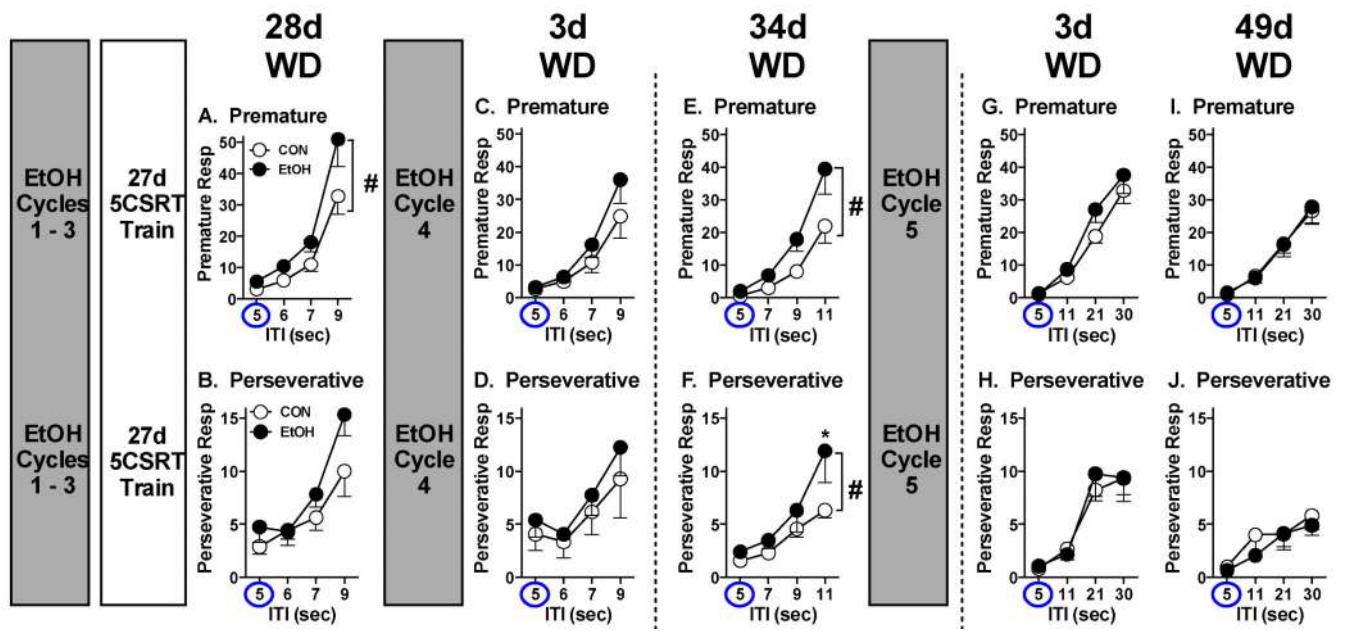 28d
WD
3d
WD
34d
WD
3d
WD
49d
WD
EtOH
Cycles
1 - 3
27d
5CSRT
Train
EtOH
Cycle
4
EtOH
Cycle
5
A. Premature
Premature Resp
50
40
30
20
10
0
CON
EtOH
#
5 6 7 9
ITI (sec)
C. Premature
Premature Resp
50
40
30
20
10
0
5 6 7 9
ITI (sec)
E. Premature
Premature Resp
50
40
30
20
10
0
#
5 7 9 11
ITI (sec)
G. Premature
Premature Resp
50
40
30
20
10
0
5 11 21 30
ITI (sec)
I. Premature
Premature Resp
50
40
30
20
10
0
5 11 21 30
ITI (sec)
EtOH
Cycles
1 - 3
27d
5CSRT
Train
EtOH
Cycle
4
EtOH
Cycle
5
B. Perseverative
Perseverative Resp
15
10
5
0
CON
EtOH
5 6 7 9
ITI (sec)
D. Perseverative
Perseverative Resp
15
10
5
0
5 6 7 9
ITI (sec)
F. Perseverative
Perseverative Resp
15
10
5
0
*
#
5 7 9 11
ITI (sec)
H. Perseverative
Perseverative Resp
15
10
5
0
5 11 21 30
ITI (sec)
J. Perseverative
Perseverative Resp
15
10
5
0
5 11 21 30
ITI (sec)